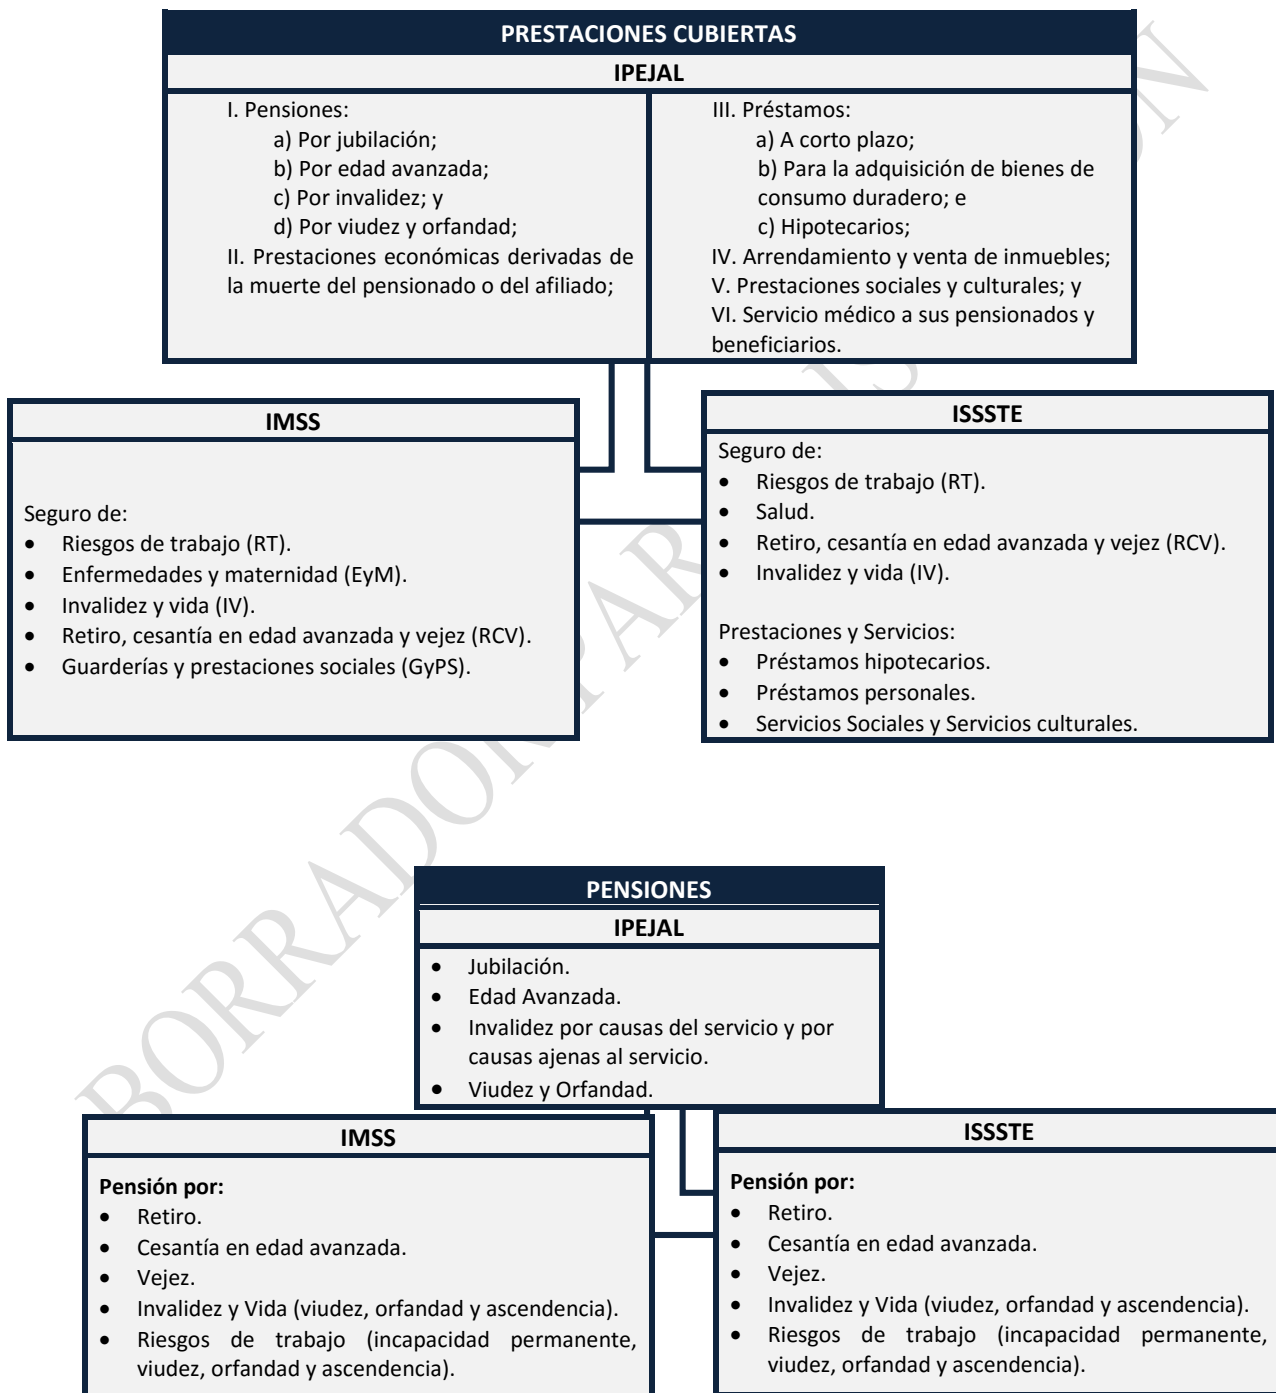 PRESTACIONES CUBIERTAS
IPEJAL
I. Pensiones:
a) Por jubilación;
b) Por edad avanzada;
c) Por invalidez; y
d) Por viudez y orfandad;
II. Prestaciones económicas derivadas de
la muerte del pensionado o del afiliado;
III. Préstamos:
a) A corto plazo;
b) Para la adquisición de bienes de
consumo duradero; e
c) Hipotecarios;
IV. Arrendamiento y venta de inmuebles;
V. Prestaciones sociales y culturales; y
VI. Servicio médico a sus pensionados y
beneficiarios.
IMSS
Seguro de:
• Riesgos de trabajo (RT).
• Enfermedades y maternidad (EyM).
• Invalidez y vida (IV).
• Retiro, cesantía en edad avanzada y vejez (RCV).
• Guarderías y prestaciones sociales (GyPS).
ISSSTE
Seguro de:
• Riesgos de trabajo (RT).
• Salud.
• Retiro, cesantía en edad avanzada y vejez (RCV).
• Invalidez y vida (IV).
Prestaciones y Servicios:
• Préstamos hipotecarios.
• Préstamos personales.
• Servicios Sociales y Servicios culturales.
PENSIONES
IPEJAL
• Jubilación.
• Edad Avanzada.
• Invalidez por causas del servicio y por
causas ajenas al servicio.
• Viudez y Orfandad.
IMSS
Pensión por:
• Retiro.
• Cesantía en edad avanzada.
• Vejez.
• Invalidez y Vida (viudez, orfandad y ascendencia).
• Riesgos de trabajo (incapacidad permanente,
viudez, orfandad y ascendencia).
ISSSTE
Pensión por:
• Retiro.
• Cesantía en edad avanzada.
• Vejez.
• Invalidez y Vida (viudez, orfandad y ascendencia).
• Riesgos de trabajo (incapacidad permanente,
viudez, orfandad y ascendencia).
BORRADOR